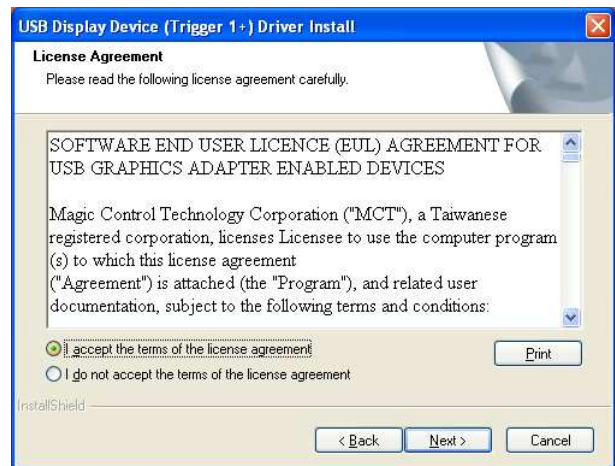 USB Display Device (Trigger 1+) Driver Install
License Agreement
Please read the following license agreement carefully.
SOFTWARE END USER LICENCE (EUL) AGREEMENT FOR
USB GRAPHICS ADAPTER ENABLED DEVICES
Magic Control Technology Corporation ("MCT"), a Taiwanese
registered corporation, licenses Licensee to use the computer program
(s) to which this license agreement
("Agreement") is attached (the "Program"), and related user
documentation, subject to the following terms and conditions:
I accept the terms of the license agreement
Print
I do not accept the terms of the license agreement
InstallShield
< Back
Next >
Cancel